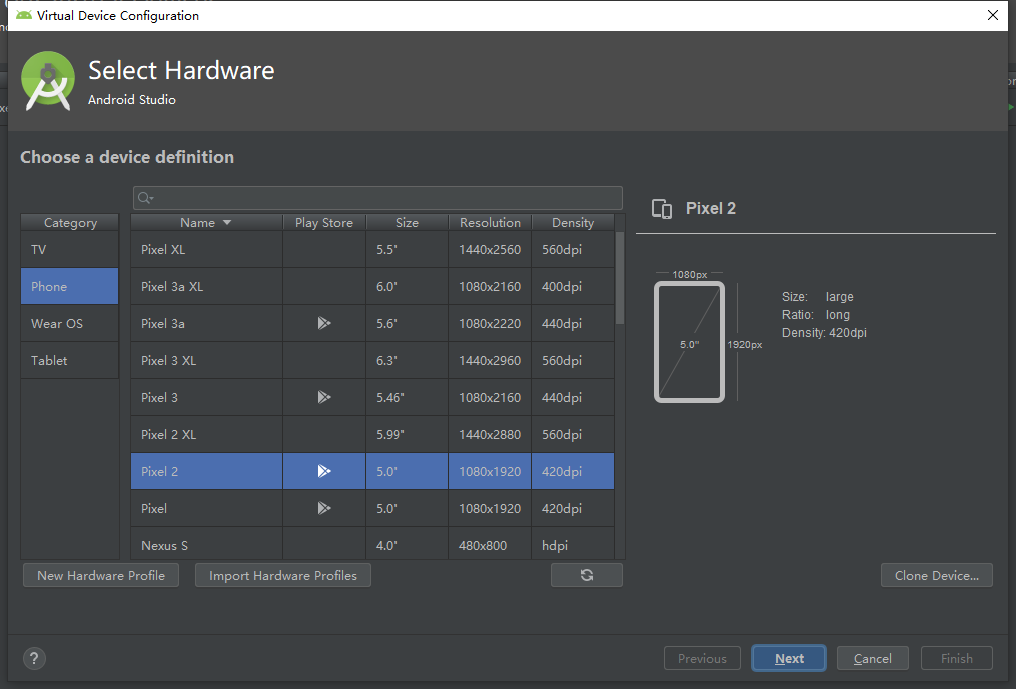 Virtual Device Configuration
Select Hardware
Android Studio
Choose a device definition
Category
TV
Phone
Wear OS
Tablet
Name Play Store Size Resolution Density
Pixel XL 5.5" 1440x2560 560dpi
Pixel 3a XL 6.0" 1080x2160 400dpi
Pixel 3a 5.6" 1080x2220 440dpi
Pixel 3 XL 6.3" 1440x2960 560dpi
Pixel 3 5.46" 1080x2160 440dpi
Pixel 2 XL 5.99" 1440x2880 560dpi
Pixel 2 5.0" 1080x1920 420dpi
Pixel 5.0" 1080x1920 420dpi
Nexus S 4.0" 480x800 hdpi
Pixel 2
1080px
5.0"
1920px
Size: large
Ratio: long
Density: 420dpi
New Hardware Profile
Import Hardware Profiles
Clone Device...
?
Previous
Next
Cancel
Finish